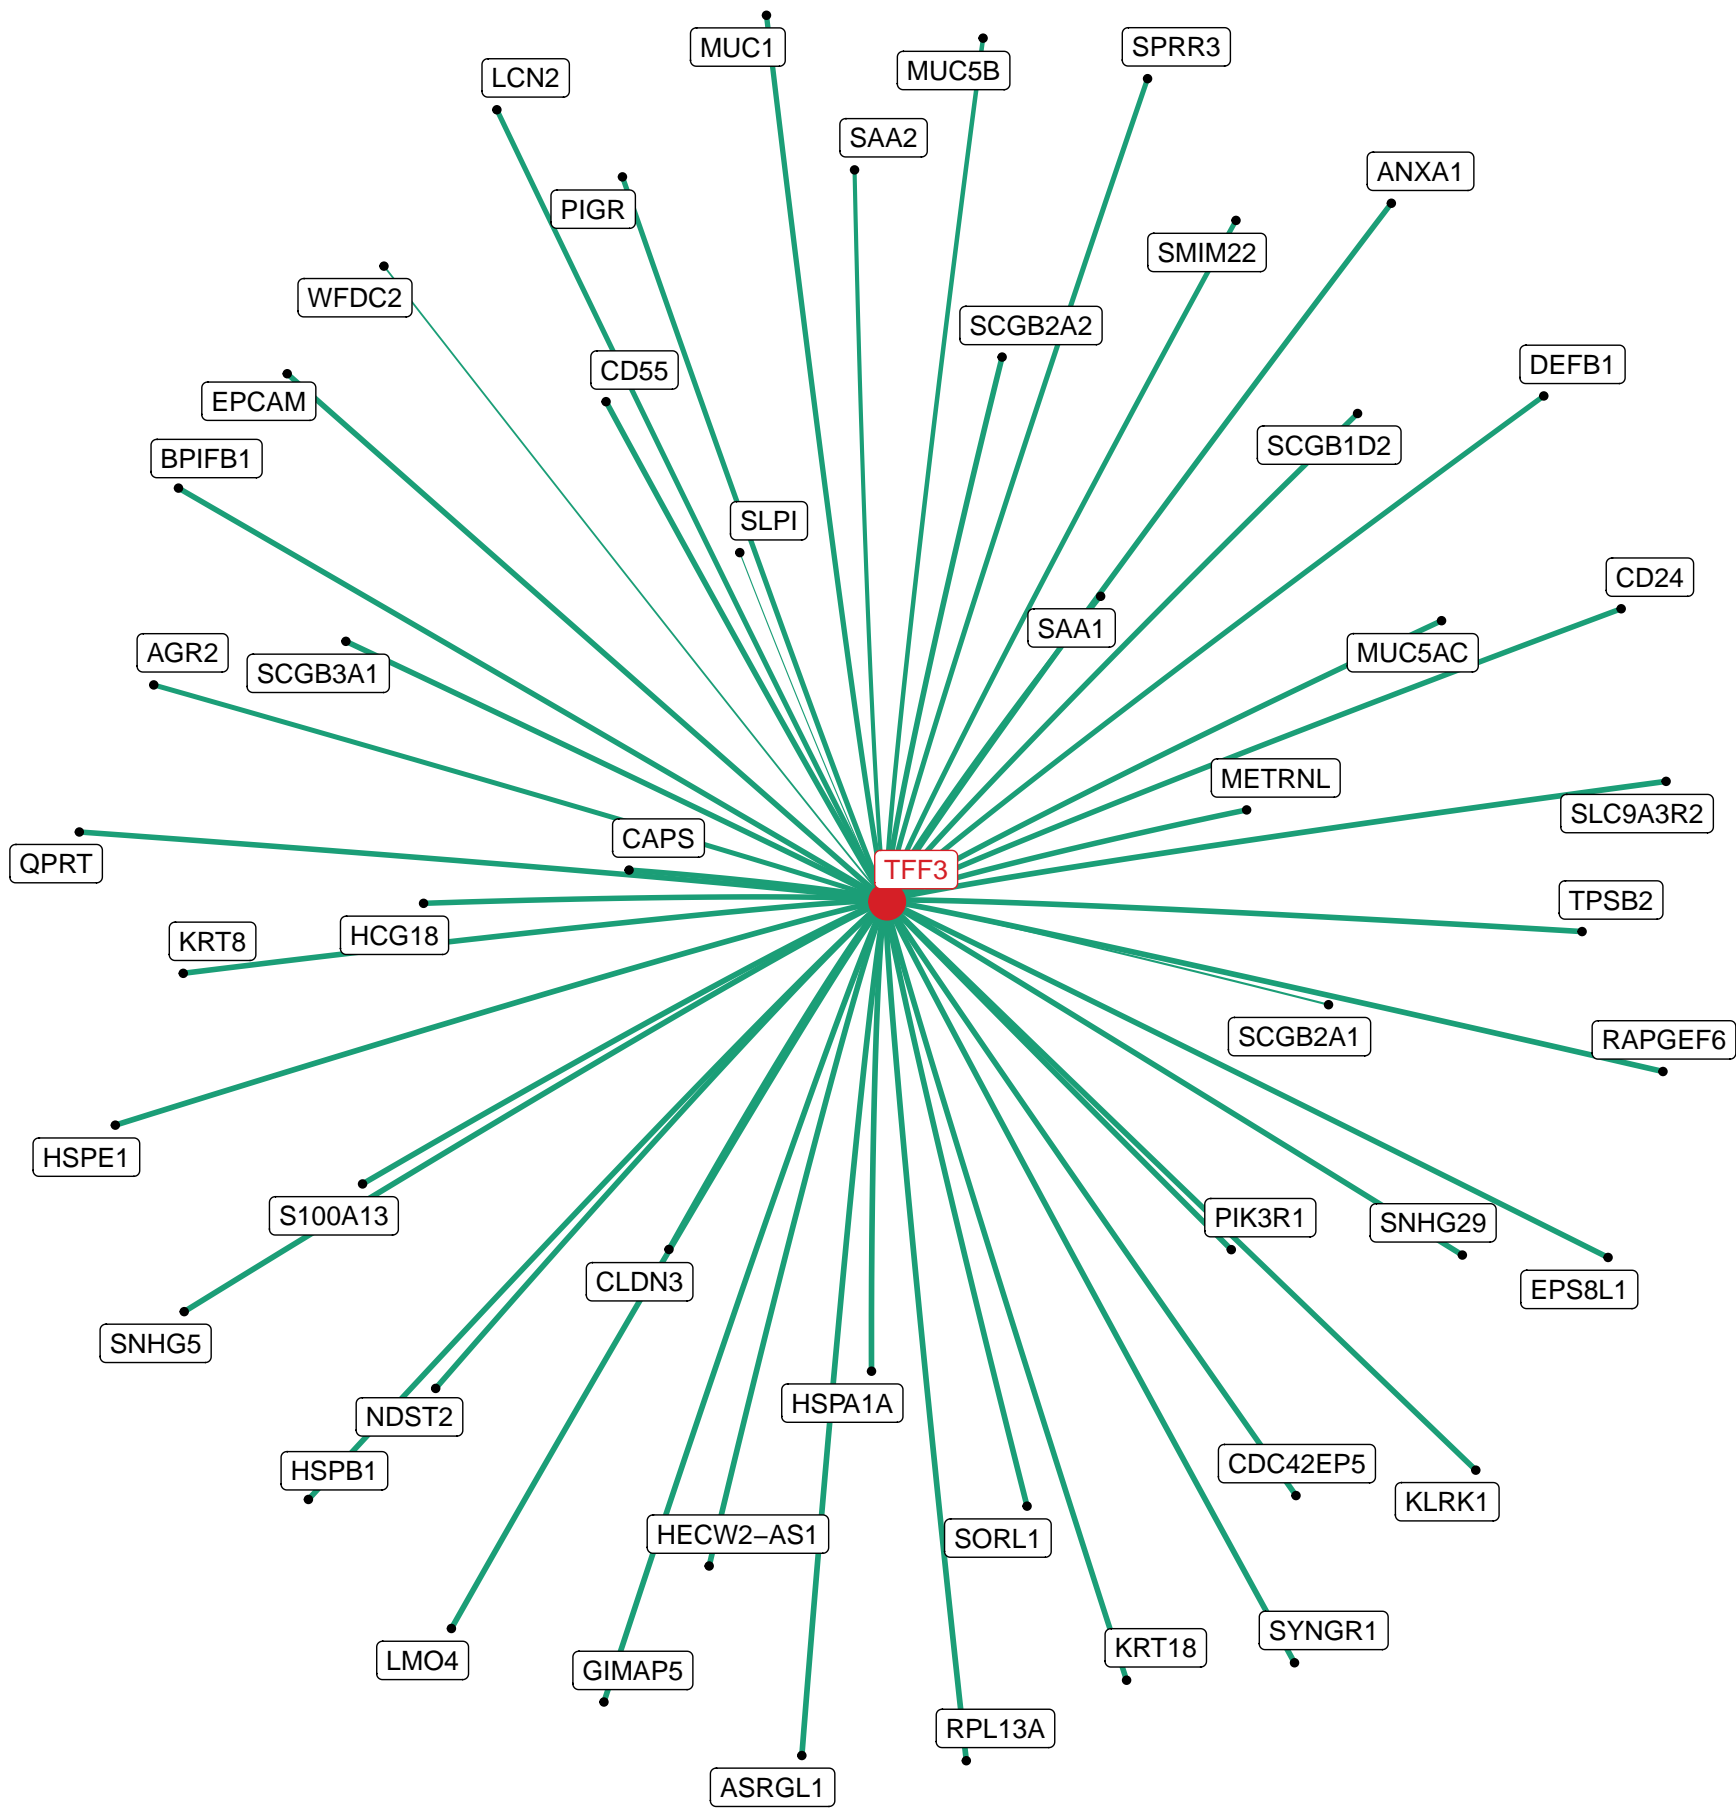 MUC1
SPRR3
MUC5B
LCN2
SAA2
ANXA1
PIGR
SMIM22
WFDC2
SCGB2A2
DEFB1
CD55
EPCAM
SCGB1D2
BPIFB1
SLPI
CD24
SAA1
AGR2
MUC5AC
SCGB3A1
METRNL
SLC9A3R2
CAPS
QPRT
TFF3
TPSB2
HCG18
KRT8
SCGB2A1
RAPGEF6
HSPE1
S100A13
PIK3R1
SNHG29
CLDN3
EPS8L1
SNHG5
HSPA1A
NDST2
CDC42EP5
HSPB1
KLRK1
HECW2−AS1
SORL1
SYNGR1
KRT18
LMO4
GIMAP5
RPL13A
ASRGL1